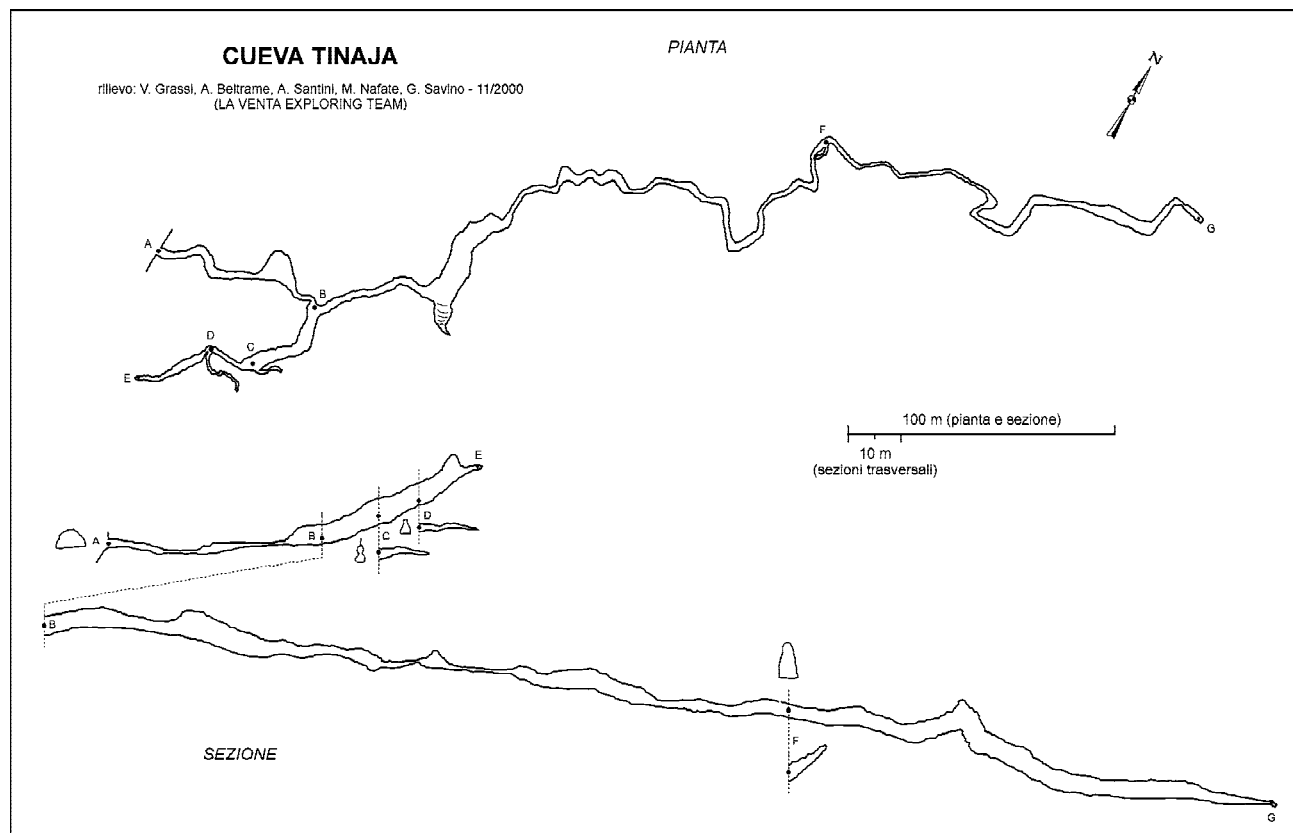 CUEVA TINAJA
rilievo: V. Grassi, A. Beltrame, A. Santini, M. Nafate, G. Savino - 11/2000
(LA VENTA EXPLORING TEAM)
PIANTA
N
F
A
B
G
D
C
E
100 m (pianta e sezione)
10 m
(sezioni trasversali)
E
A
B
C
D
B
F
SEZIONE
G